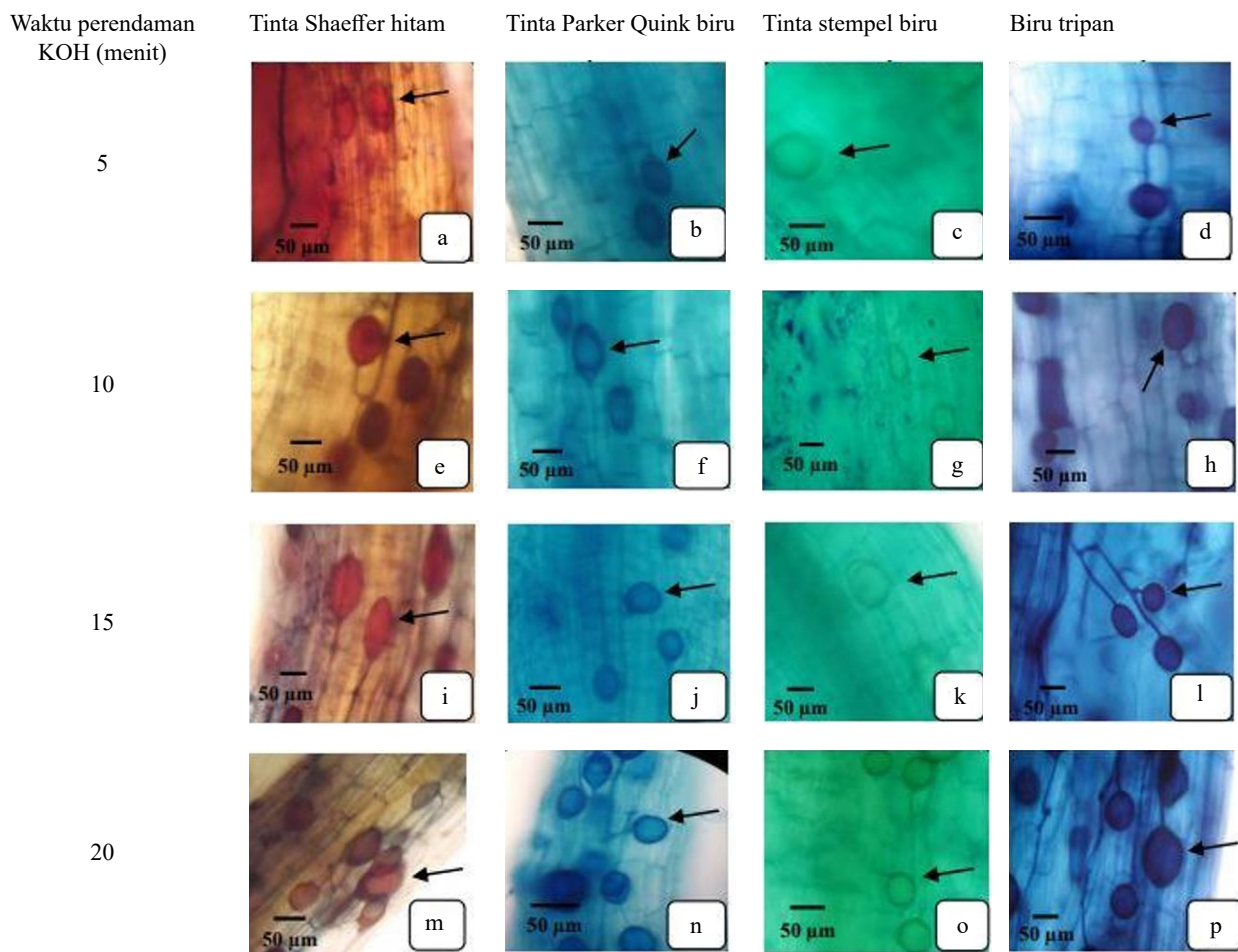 Waktu perendaman KOH (menit)
Tinta Shaeffer hitam
Tinta Parker Quink biru
Tinta stempel biru
Biru tripan
5
50 µm
a
50 µm
b
50 µm
c
50 µm
d
10
50 µm
e
50 µm
f
50 µm
g
50 µm
h
15
50 µm
i
50 µm
j
50 µm
k
50 µm
l
20
50 µm
m
50 µm
n
50 µm
o
50 µm
p